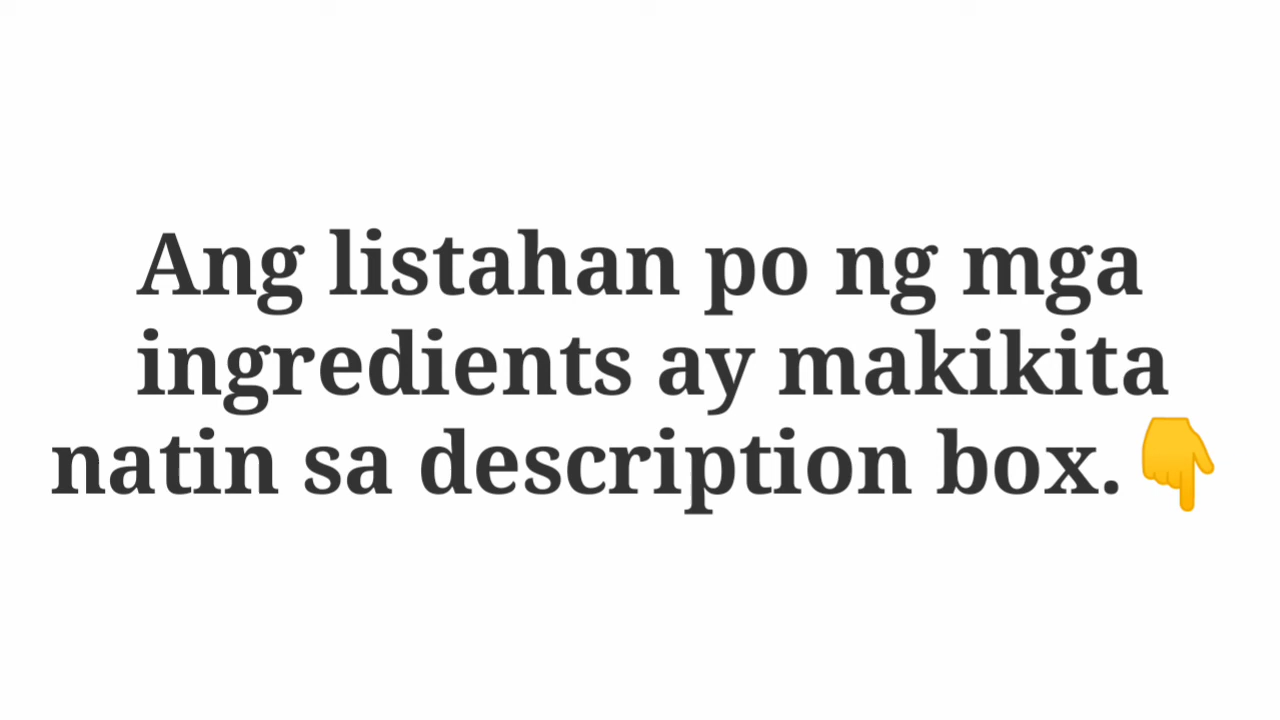 Ang listahan po ng mga
ingredients ay makikita
natin sa description box.👇